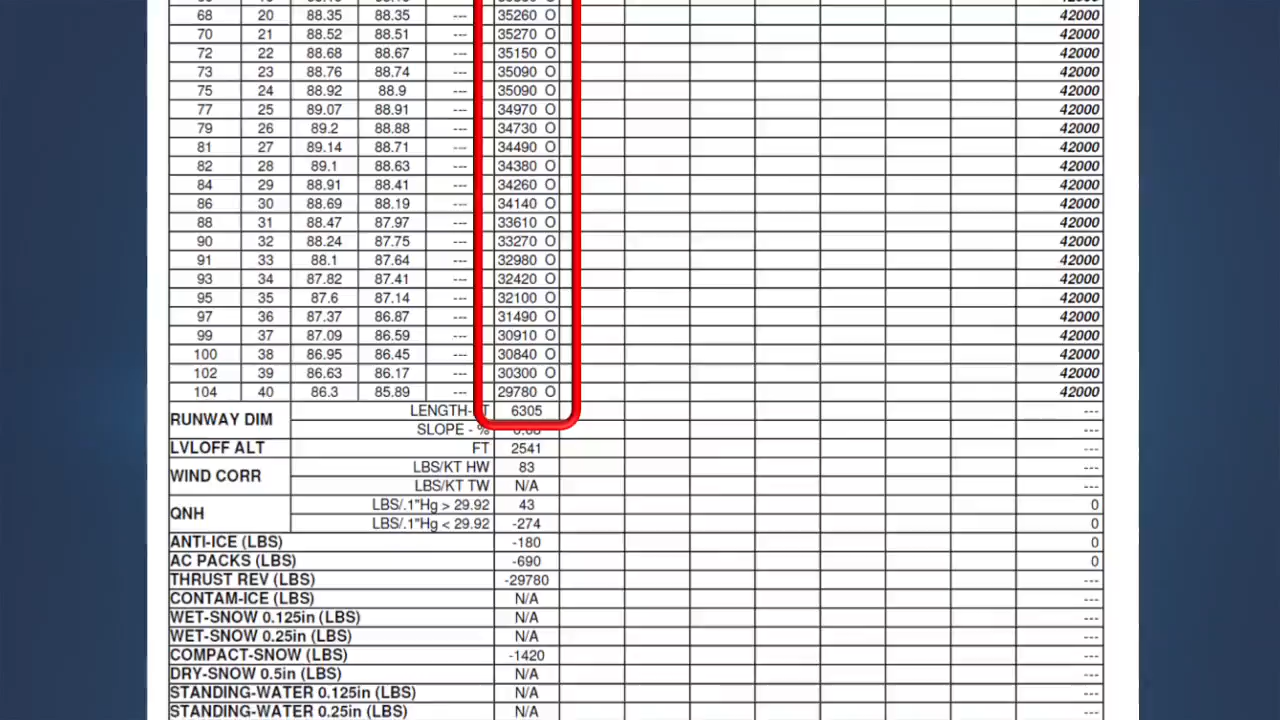 68 20 88.35 88.35 --- 35260 O 42000
70 21 88.52 88.51 --- 35270 O 42000
72 22 88.68 88.67 --- 35150 O 42000
73 23 88.76 88.74 --- 35090 O 42000
75 24 88.92 88.9 --- 35090 O 42000
77 25 89.07 88.91 --- 34970 O 42000
79 26 89.2 88.88 --- 34730 O 42000
81 27 89.14 88.71 --- 34490 O 42000
82 28 89.1 88.63 --- 34380 O 42000
84 29 88.91 88.41 --- 34260 O 42000
86 30 88.69 88.19 --- 34140 O 42000
88 31 88.47 87.97 --- 33610 O 42000
90 32 88.24 87.75 --- 33270 O 42000
91 33 88.1 87.64 --- 32980 O 42000
93 34 87.82 87.41 --- 32420 O 42000
95 35 87.6 87.14 --- 32100 O 42000
97 36 87.37 86.87 --- 31490 O 42000
99 37 87.09 86.59 --- 30910 O 42000
100 38 86.95 86.45 --- 30840 O 42000
102 39 86.63 86.17 --- 30300 O 42000
104 40 86.3 85.89 --- 29780 O 42000
RUNWAY DIM LENGTH- 6305 ---
SLOPE - % ---
LVLOFF ALT FT 2541 ---
WIND CORR LBS/KT HW 83 ---
LBS/KT TW N/A ---
QNH LBS/.1"Hg > 29.92 43 0
LBS/.1"Hg < 29.92 -274 0
ANTI-ICE (LBS) -180 0
AC PACKS (LBS) -690 0
THRUST REV (LBS) -29780 ---
CONTAM-ICE (LBS) N/A ---
WET-SNOW 0.125in (LBS) N/A ---
WET-SNOW 0.25in (LBS) N/A ---
COMPACT-SNOW (LBS) -1420 ---
DRY-SNOW 0.5in (LBS) N/A ---
STANDING-WATER 0.125in (LBS) N/A ---
STANDING-WATER 0.25in (LBS) N/A ---